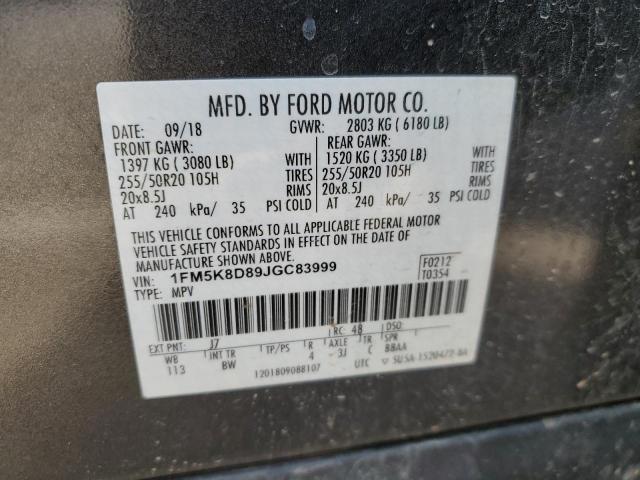 MFD. BY FORD MOTOR CO.
DATE: 09/18 GVWR: 2803 KG ( 6180 LB)
FRONT GAWR: REAR GAWR:
1397 KG ( 3080 LB) WITH 1520 KG ( 3350 LB) WITH
255/50R20 105H TIRES 255/50R20 105H TIRES
20x8.5J RIMS 20x8.5J RIMS
AT 240 kPa/ 35 PSI COLD AT 240 kPa/ 35 PSI COLD
THIS VEHICLE CONFORMS TO ALL APPLICABLE FEDERAL MOTOR
VEHICLE SAFETY STANDARDS IN EFFECT ON THE DATE OF
MANUFACTURE SHOWN ABOVE.
VIN: 1FM5K8D89JGC83999 F0212
TYPE: MPV T0354
EXT PNT: J7 RC: 48 DSO:
WB INT TR TP/PS R AXLE TR SPR
113 BW 4 3J C BBAA
1201809088107 UTC 5U5A-1520472-AA